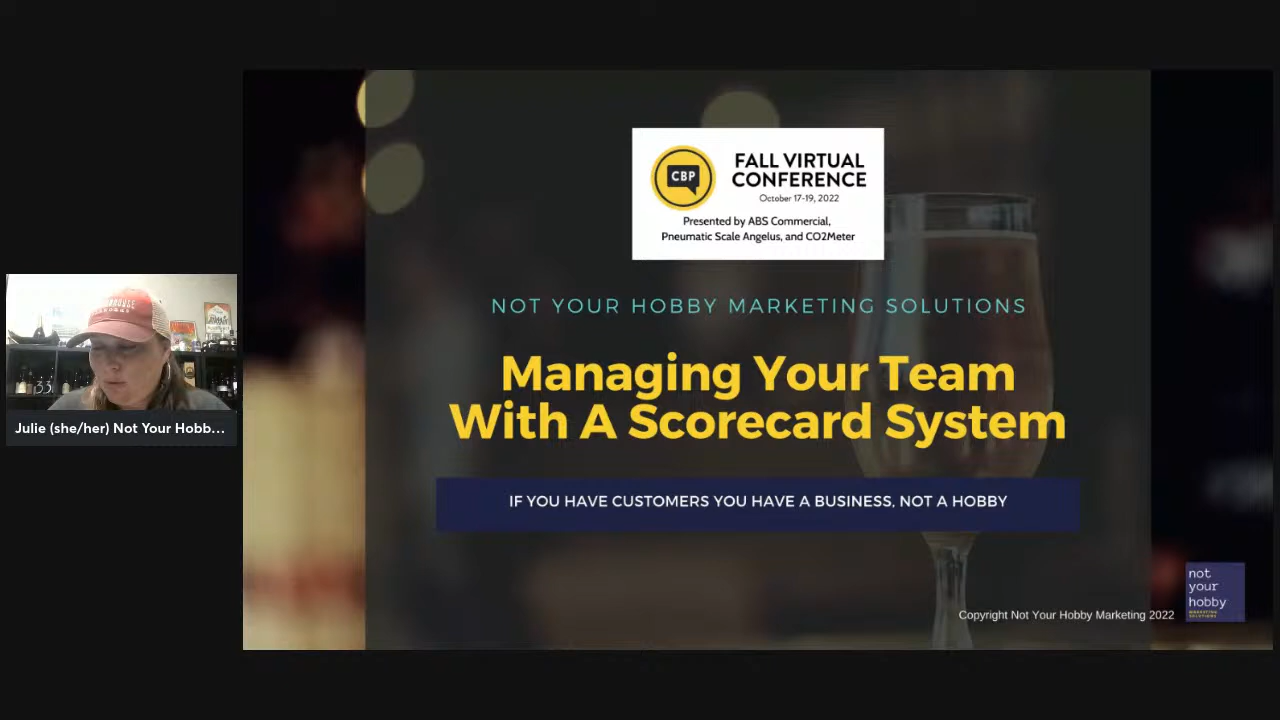 CBP
FALL VIRTUAL
CONFERENCE
October 17-19, 2022
Presented by ABS Commercial,
Pneumatic Scale Angelus, and CO2Meter
NOT YOUR HOBBY MARKETING SOLUTIONS
Managing Your Team
With A Scorecard System
IF YOU HAVE CUSTOMERS YOU HAVE A BUSINESS, NOT A HOBBY
Julie (she/her) Not Your Hobb...
Copyright Not Your Hobby Marketing 2022
not
your
hobby
MARKETING
SOLUTIONS